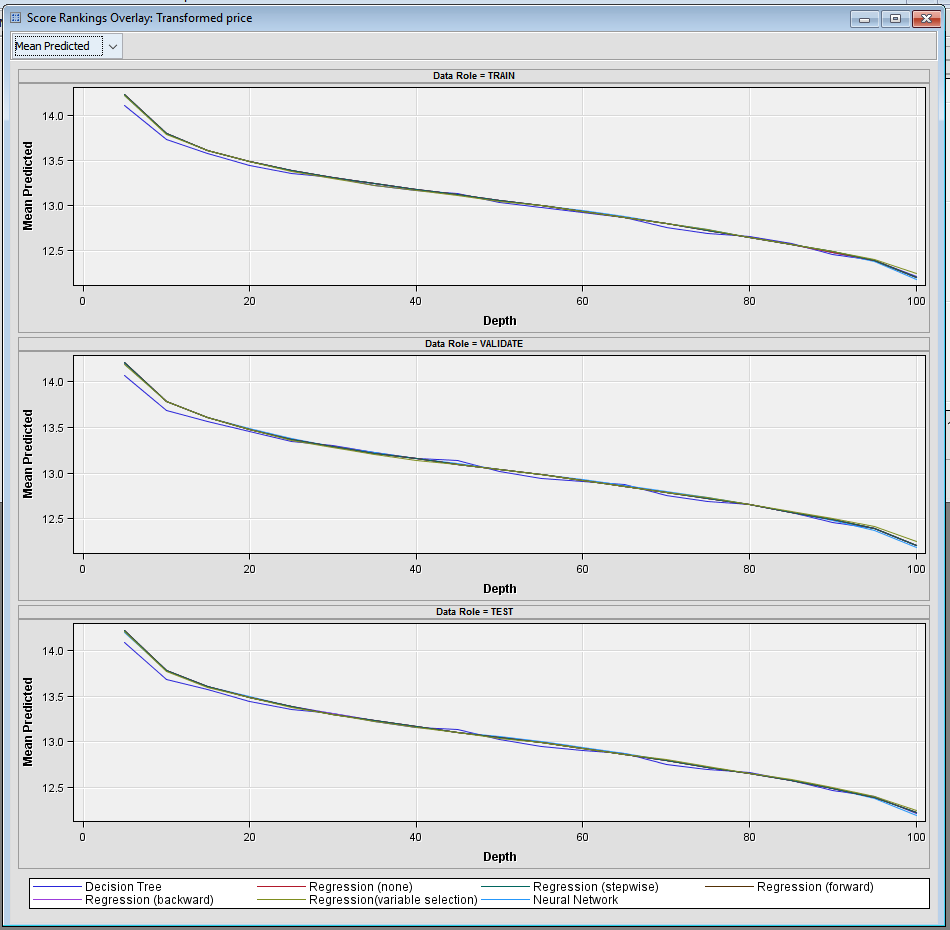 Score Rankings Overlay: Transformed price
Mean Predicted
Data Role = TRAIN
Mean Predicted
14.0
13.5
13.0
12.5
0 20 40 60 80 100
Depth
Data Role = VALIDATE
Mean Predicted
14.0
13.5
13.0
12.5
0 20 40 60 80 100
Depth
Data Role = TEST
Mean Predicted
14.0
13.5
13.0
12.5
0 20 40 60 80 100
Depth
Decision Tree Regression (none) Regression (stepwise) Regression (forward)
Regression (backward) Regression(variable selection) Neural Network